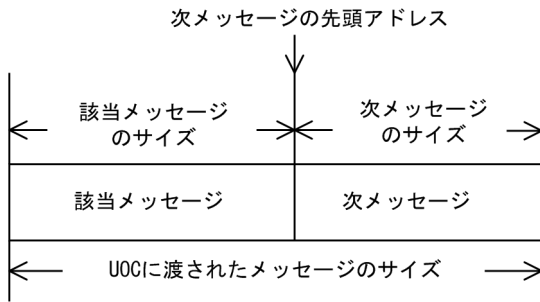 次メッセージの先頭アドレス
該当メッセージ
のサイズ
次メッセージ
のサイズ
該当メッセージ
次メッセージ
UOCに渡されたメッセージのサイズ